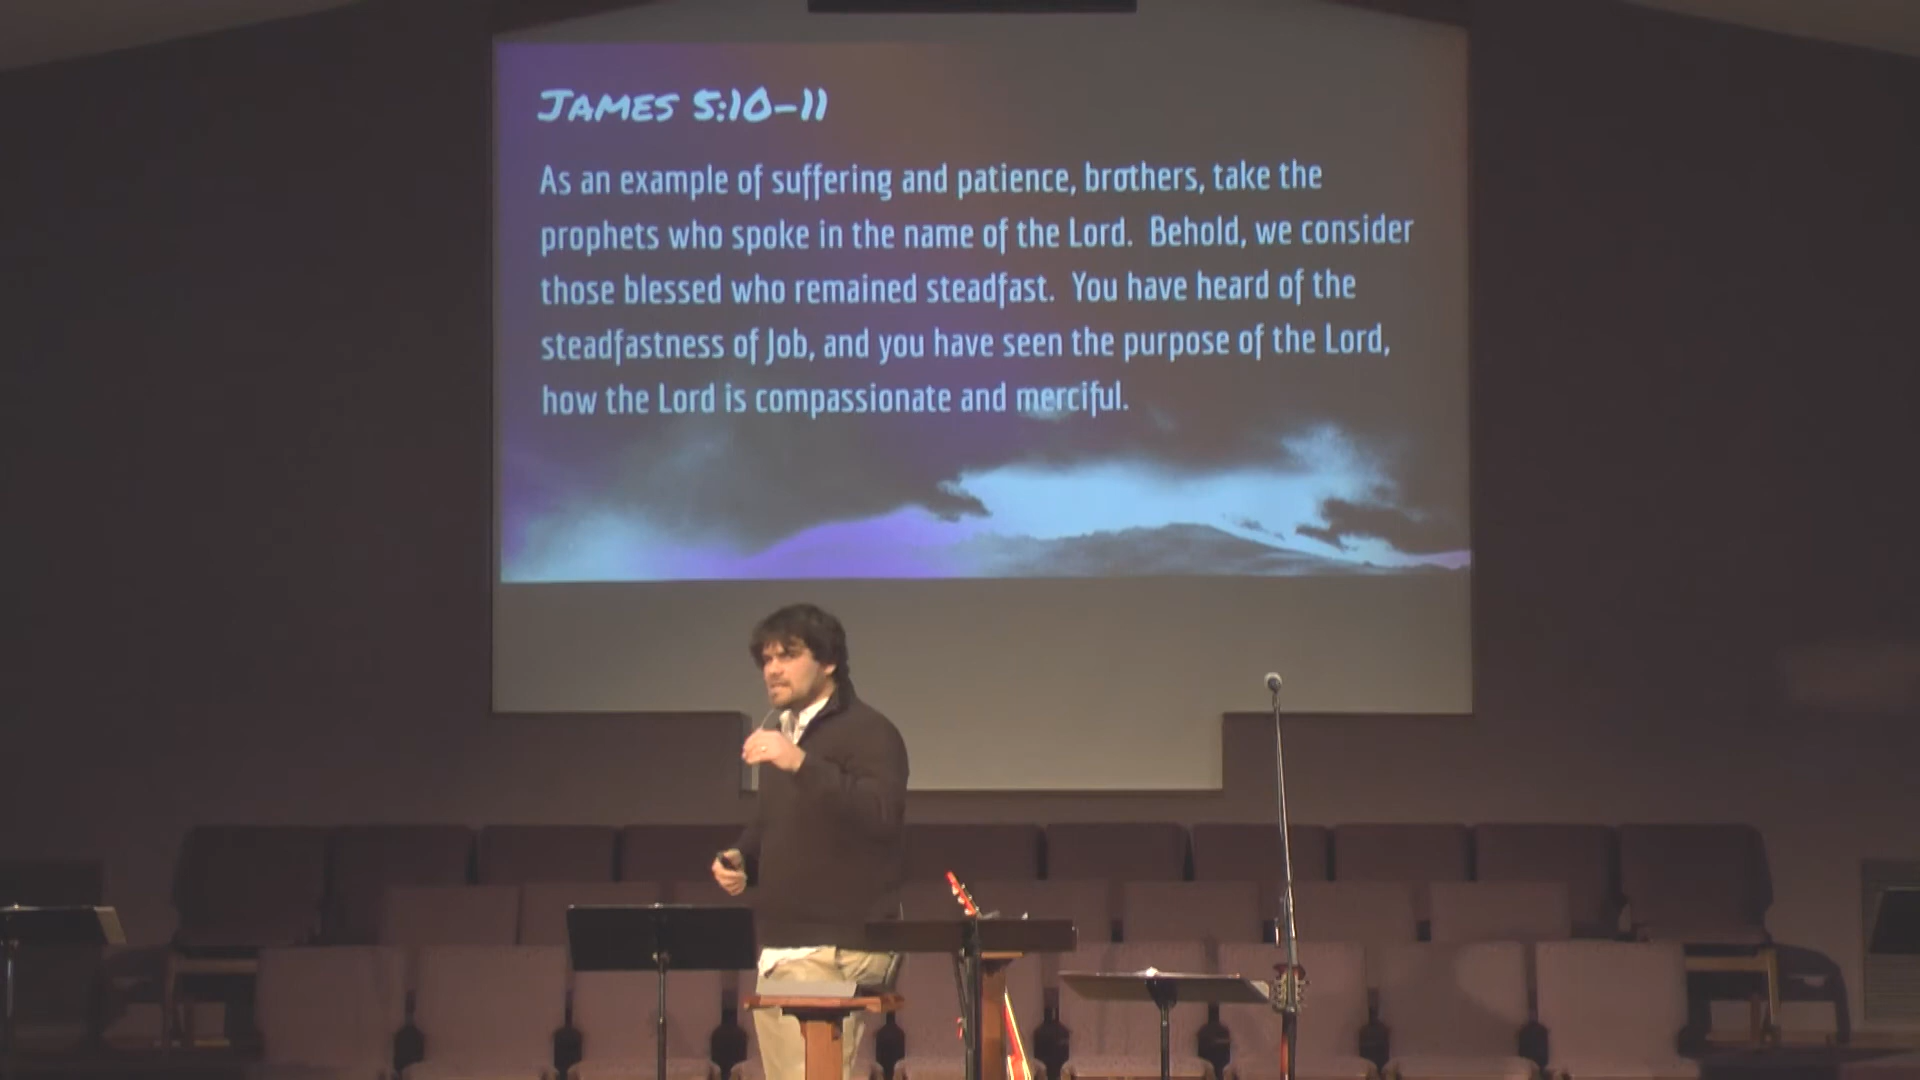 James 5:10-11
As an example of suffering and patience, brothers, take the
prophets who spoke in the name of the Lord. Behold, we consider
those blessed who remained steadfast. You have heard of the
steadfastness of Job, and you have seen the purpose of the Lord,
how the Lord is compassionate and merciful.